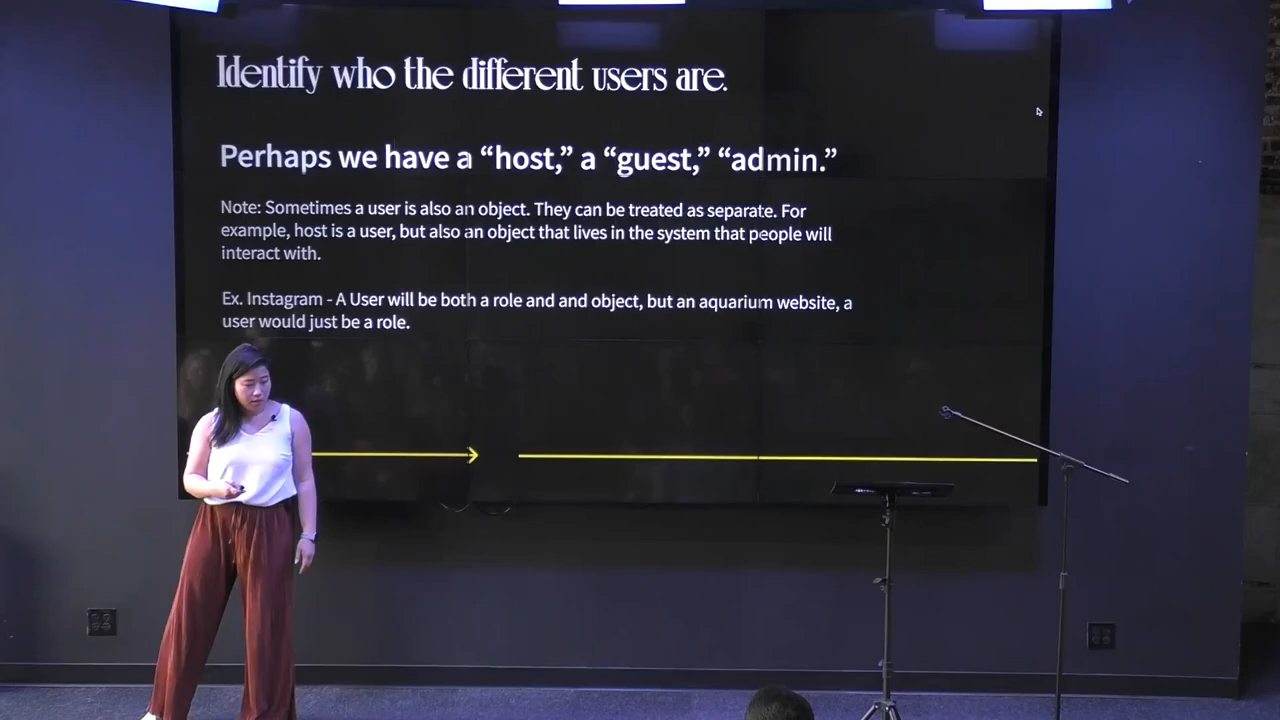 Identify who the different users are.
Perhaps we have a “host,” a “guest,” “admin.”
Note: Sometimes a user is also an object. They can be treated as separate. For
example, host is a user, but also an object that lives in the system that people will
interact with.
Ex. Instagram - A User will be both a role and and object, but an aquarium website, a
user would just be a role.